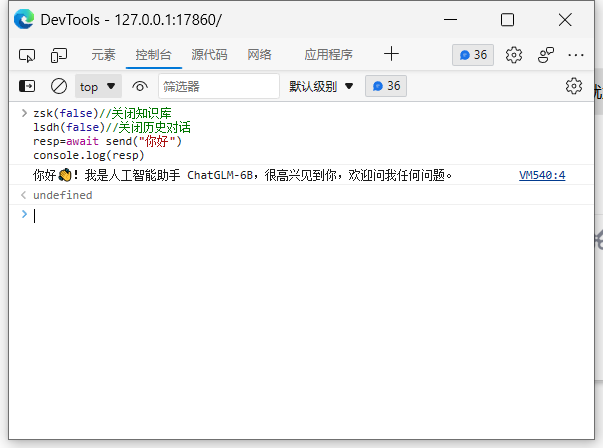 DevTools - 127.0.0.1:17860/
元素 控制台 源代码 网络 应用程序 36
top 筛选器 默认级别 36
zsk(false)//关闭知识库
lsdh(false)//关闭历史对话
resp=await send("你好")
console.log(resp)
你好👏！我是人工智能助手 ChatGLM-6B，很高兴见到你，欢迎问我任何问题。 VM540:4
undefined